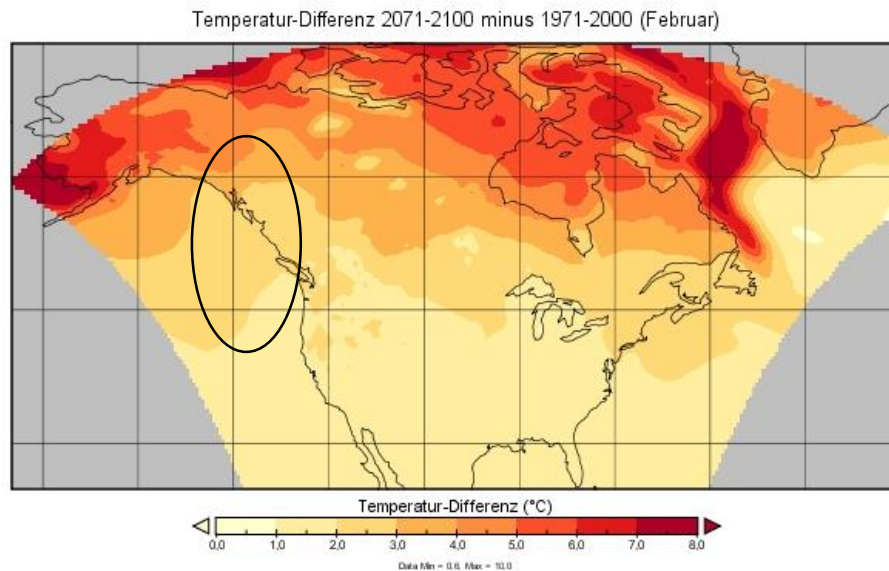 Temperatur-Differenz 2071-2100 minus 1971-2000 (Februar)
Temperatur-Differenz (°C)
0,0 1,0 2,0 3,0 4,0 5,0 6,0 7,0 8,0
Data Min = 0,6, Max = 10,0